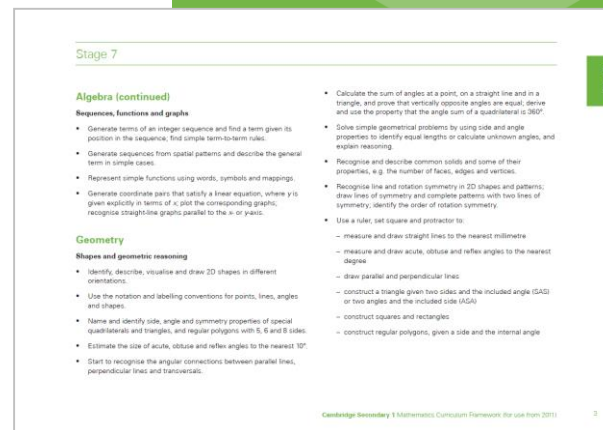 Stage 7
Algebra (continued)
Sequences, functions and graphs
• Generate terms of an integer sequence and find a term given its
position in the sequence; find simple term-to-term rules.
• Generate sequences from spatial patterns and describe the general
term in simple cases.
• Represent simple functions using words, symbols and mappings.
• Generate coordinate pairs that satisfy a linear equation, where y is
given explicitly in terms of x; plot the corresponding graphs;
recognise straight-line graphs parallel to the x- or y-axis.
Geometry
Shapes and geometric reasoning
• Identify, describe, visualise and draw 2D shapes in different
orientations.
• Use the notation and labelling conventions for points, lines, angles
and shapes.
• Name and identify side, angle and symmetry properties of special
quadrilaterals and triangles, and regular polygons with 5, 6 and 8 sides.
• Estimate the size of acute, obtuse and reflex angles to the nearest 10°.
• Start to recognise the angular connections between parallel lines,
perpendicular lines and transversals.
• Calculate the sum of angles at a point, on a straight line and in a
triangle, and prove that vertically opposite angles are equal; derive
and use the property that the angle sum of a quadrilateral is 360°.
• Solve simple geometrical problems by using side and angle
properties to identify equal lengths or calculate unknown angles, and
explain reasoning.
• Recognise and describe common solids and some of their
properties, e.g. the number of faces, edges and vertices.
• Recognise line and rotation symmetry in 2D shapes and patterns;
draw lines of symmetry and complete patterns with two lines of
symmetry; identify the order of rotation symmetry.
• Use a ruler, set square and protractor to:
– measure and draw straight lines to the nearest millimetre
– measure and draw acute, obtuse and reflex angles to the nearest
degree
– draw parallel and perpendicular lines
– construct a triangle given two sides and the included angle (SAS)
or two angles and the included side (ASA)
– construct squares and rectangles
– construct regular polygons, given a side and the internal angle
Cambridge Secondary 1 Mathematics Curriculum Framework (for use from 2011) 3